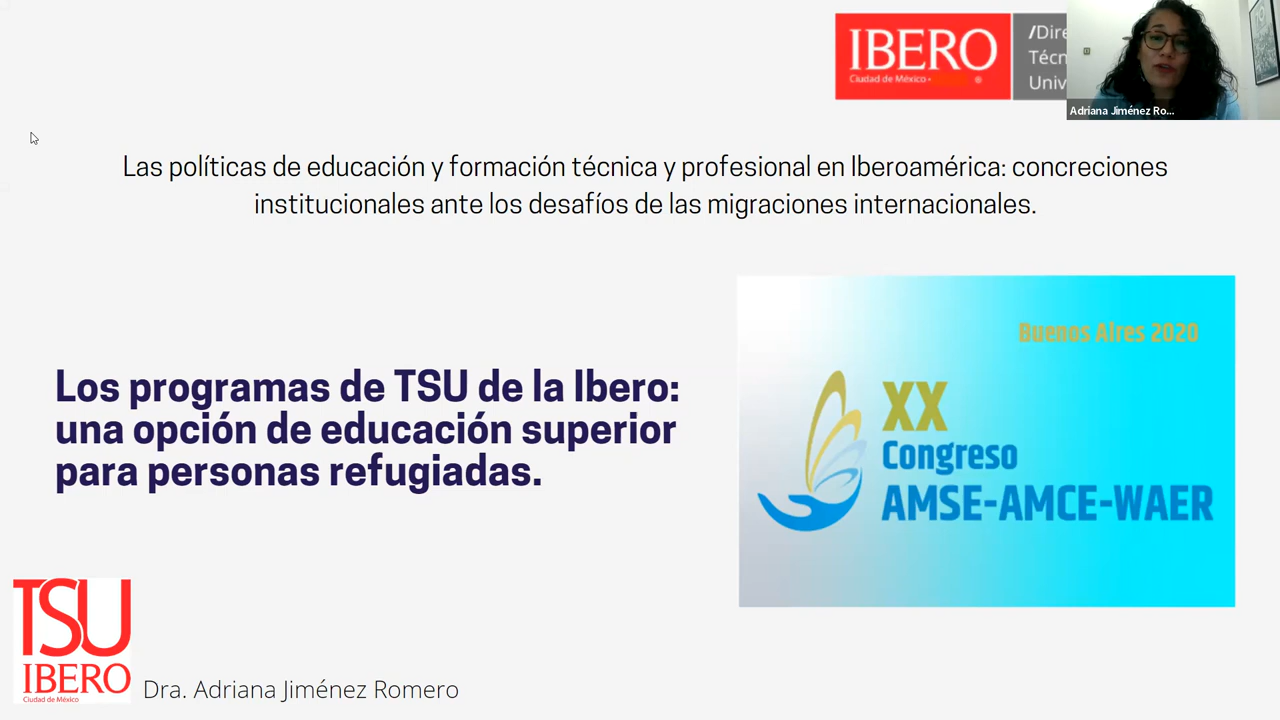 IBERO
Ciudad de México
/Dire
Técn
Univ
Adriana Jiménez Ro...
Las políticas de educación y formación técnica y profesional en Iberoamérica: concreciones
institucionales ante los desafíos de las migraciones internacionales.
Los programas de TSU de la Ibero:
una opción de educación superior
para personas refugiadas.
Buenos Aires 2020
XX
Congreso
AMSE-AMCE-WAER
TSU
IBERO
Ciudad de México
Dra. Adriana Jiménez Romero